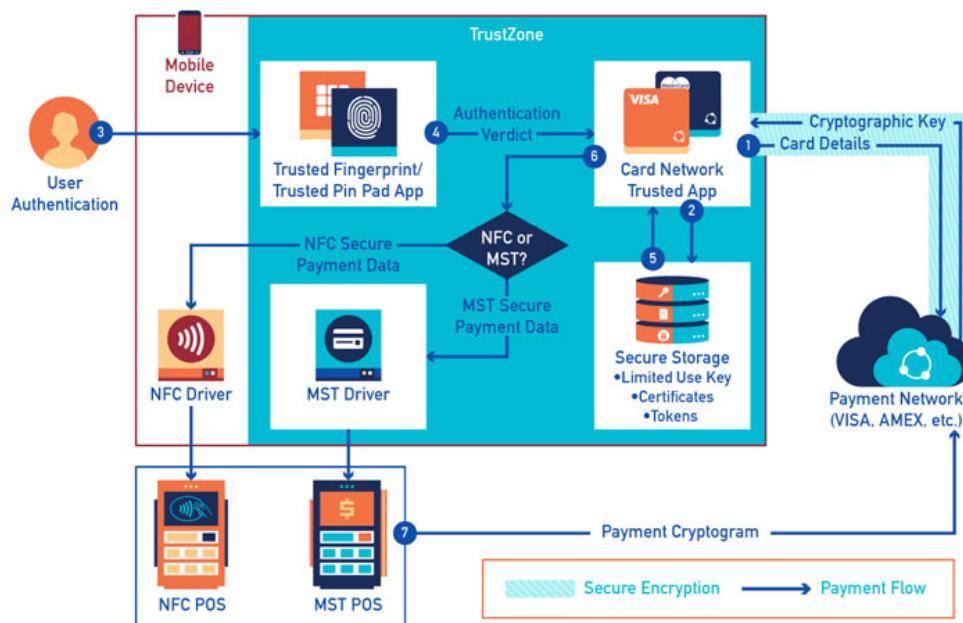 TrustZone
Mobile
Device
VISA
MasterCard
3
User
Authentication
Trusted Fingerprint/
Trusted Pin Pad App
4
Authentication
Verdict
6
Card Network
Trusted App
1
Cryptographic Key
Card Details
2
5
NFC or
MST?
NFC Secure
Payment Data
MST Secure
Payment Data
NFC Driver
MST Driver
Secure Storage
•Limited Use Key
•Certificates
•Tokens
Payment Network
(VISA, AMEX, etc.)
$
7
Payment Cryptogram
NFC POS
MST POS
Secure Encryption
Payment Flow